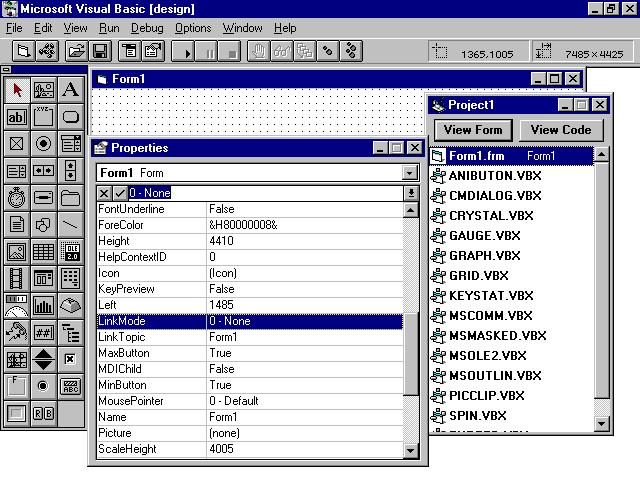 Microsoft Visual Basic [design]
File Edit View Run Debug Options Window Help
1365,1005 7485×4425
Form1
Project1
View Form View Code
Form1.frm Form1
ANIBUTON.VBX
CMDIALOG.VBX
CRYSTAL.VBX
GAUGE.VBX
GRAPH.VBX
GRID.VBX
KEYSTAT.VBX
MSCOMM.VBX
MSMASKED.VBX
MSOLE2.VBX
MSOUTLIN.VBX
PICCLIP.VBX
SPIN.VBX
Properties
Form1 Form
0 - None
FontUnderline False
ForeColor &H80000008&
Height 4410
HelpContextID 0
Icon (Icon)
KeyPreview False
Left 1485
LinkMode 0 - None
LinkTopic Form1
MaxButton True
MDIChild False
MinButton True
MousePointer 0 - Default
Name Form1
Picture (none)
ScaleHeight 4005
A
ab
XYZ
OLE
2.0
##
F
ABC
R B